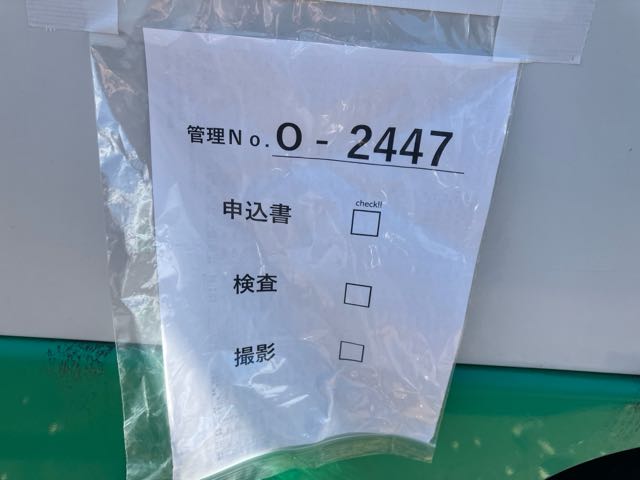 管理No. O - 2447
check!!
申込書 □
検査 □
撮影 □